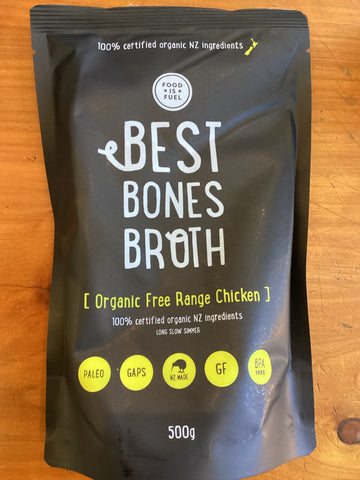 100% certified organic NZ ingredients
FOOD
IS
FUEL
BEST
BONES
BROTH
[ Organic Free Range Chicken ]
100% certified organic NZ ingredients
LONG SLOW SIMMER
PALEO
GAPS
NZ MADE
GF
BPA
FREE
500g